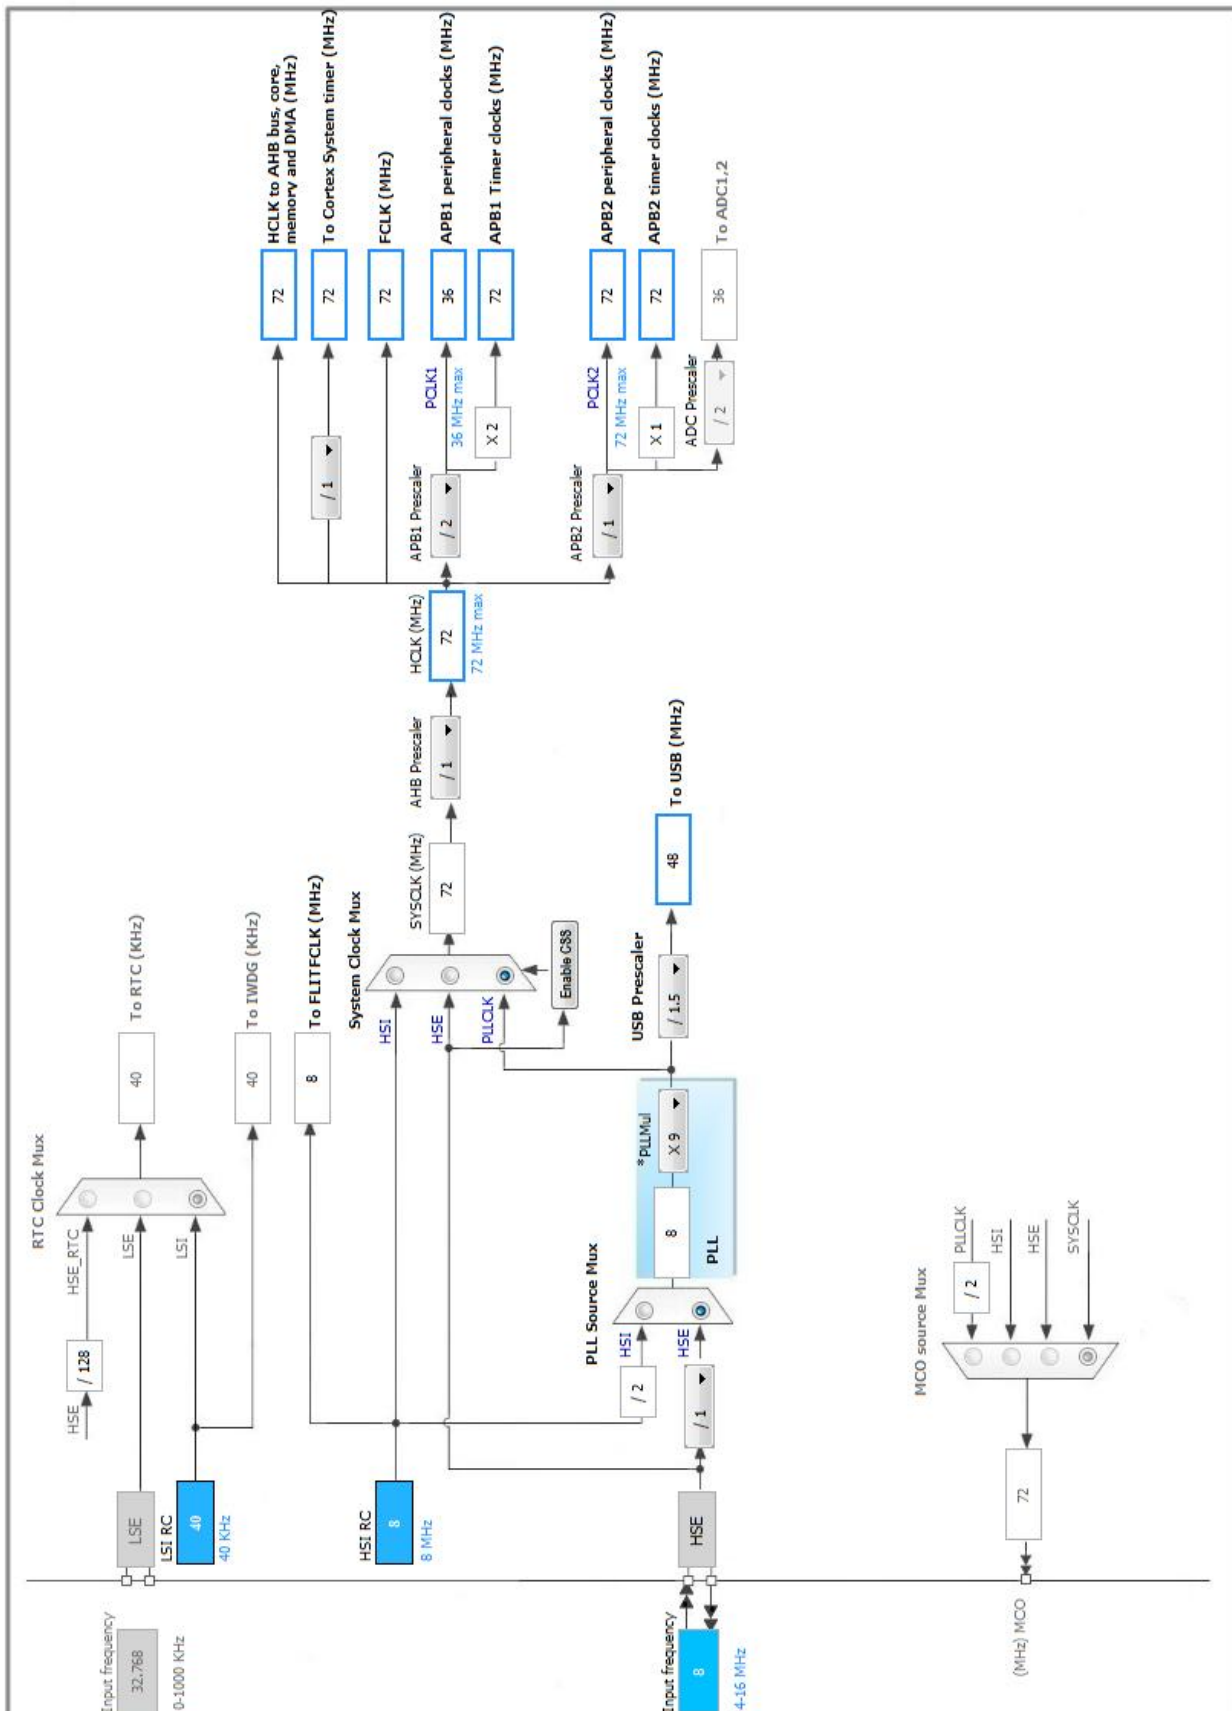 RTC Clock Mux
HSE
/ 128
HSE_RTC
LSE
LSI
40
To RTC (KHz)
Input frequency
32.768
0-1000 KHz
LSE
LSI RC
40
40 KHz
40
To IWDG (KHz)
8
To FLITFCLK (MHz)
HSI RC
8
8 MHz
System Clock Mux
HSI
HSE
PLLCLK
Enable CSS
SYSCLK (MHz)
72
AHB Prescaler
/ 1
HCLK (MHz)
72
72 MHz max
72
HCLK to AHB bus, core,
memory and DMA (MHz)
/ 1
72
To Cortex System timer (MHz)
72
FCLK (MHz)
APB1 Prescaler
/ 2
PCLK1
36 MHz max
36
APB1 peripheral clocks (MHz)
X 2
72
APB1 Timer clocks (MHz)
APB2 Prescaler
/ 1
PCLK2
72 MHz max
72
APB2 peripheral clocks (MHz)
X 1
72
APB2 timer clocks (MHz)
ADC Prescaler
/ 2
36
To ADC1,2
PLL Source Mux
/ 2
HSI
HSE
Input frequency
8
4-16 MHz
HSE
/ 1
8
*PLLMul
X 9
PLL
USB Prescaler
/ 1.5
48
To USB (MHz)
MCO source Mux
(MHz) MCO
72
/ 2
PLLCLK
HSI
HSE
SYSCLK